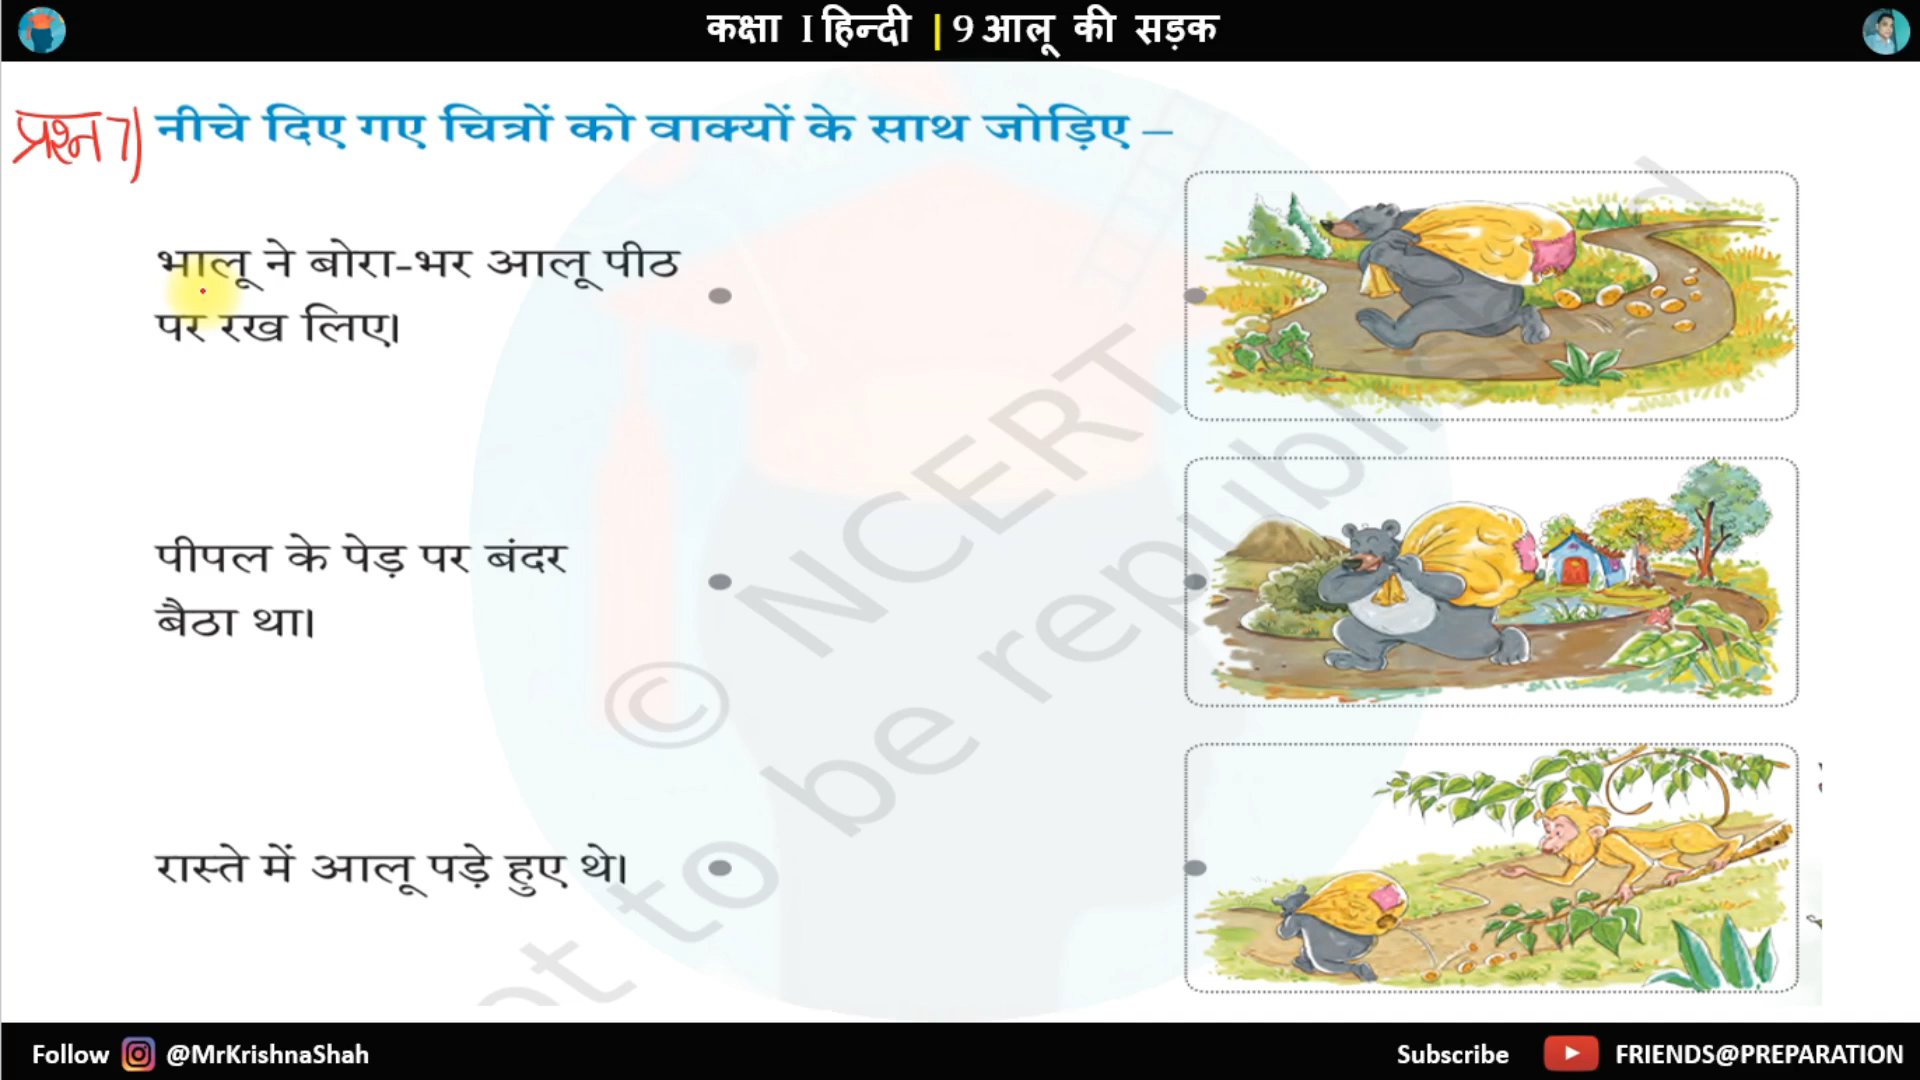 कक्षा I हिन्दी | 9 आलू की सड़क
प्रश्न 7) नीचे दिए गए चित्रों को वाक्यों के साथ जोड़िए –
भालू ने बोरा-भर आलू पीठ
पर रख लिए।
पीपल के पेड़ पर बंदर
बैठा था।
रास्ते में आलू पड़े हुए थे।
© NCERT
to be republished
Follow @MrKrishnaShah
Subscribe FRIENDS@PREPARATION